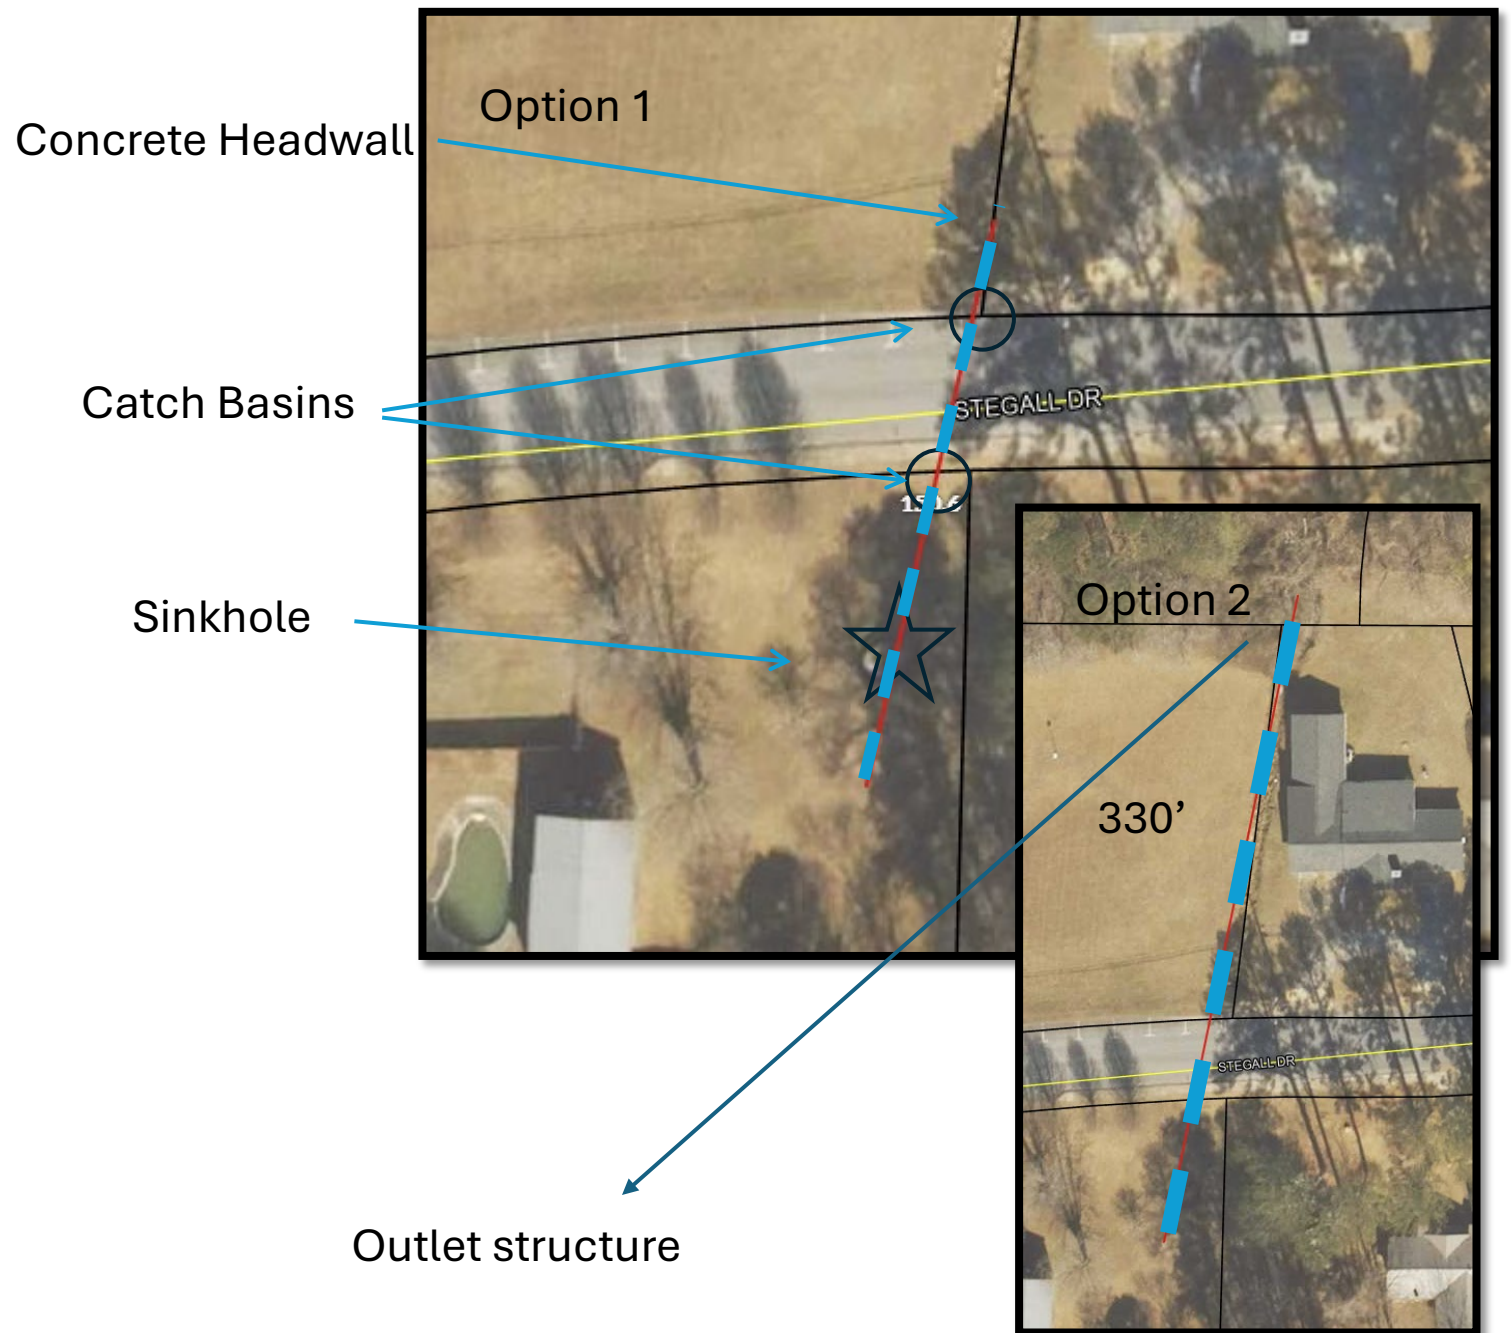 Option 1
Concrete Headwall
Catch Basins
STEGALL DR
Sinkhole
Option 2
330’
STEGALL DR
Outlet structure